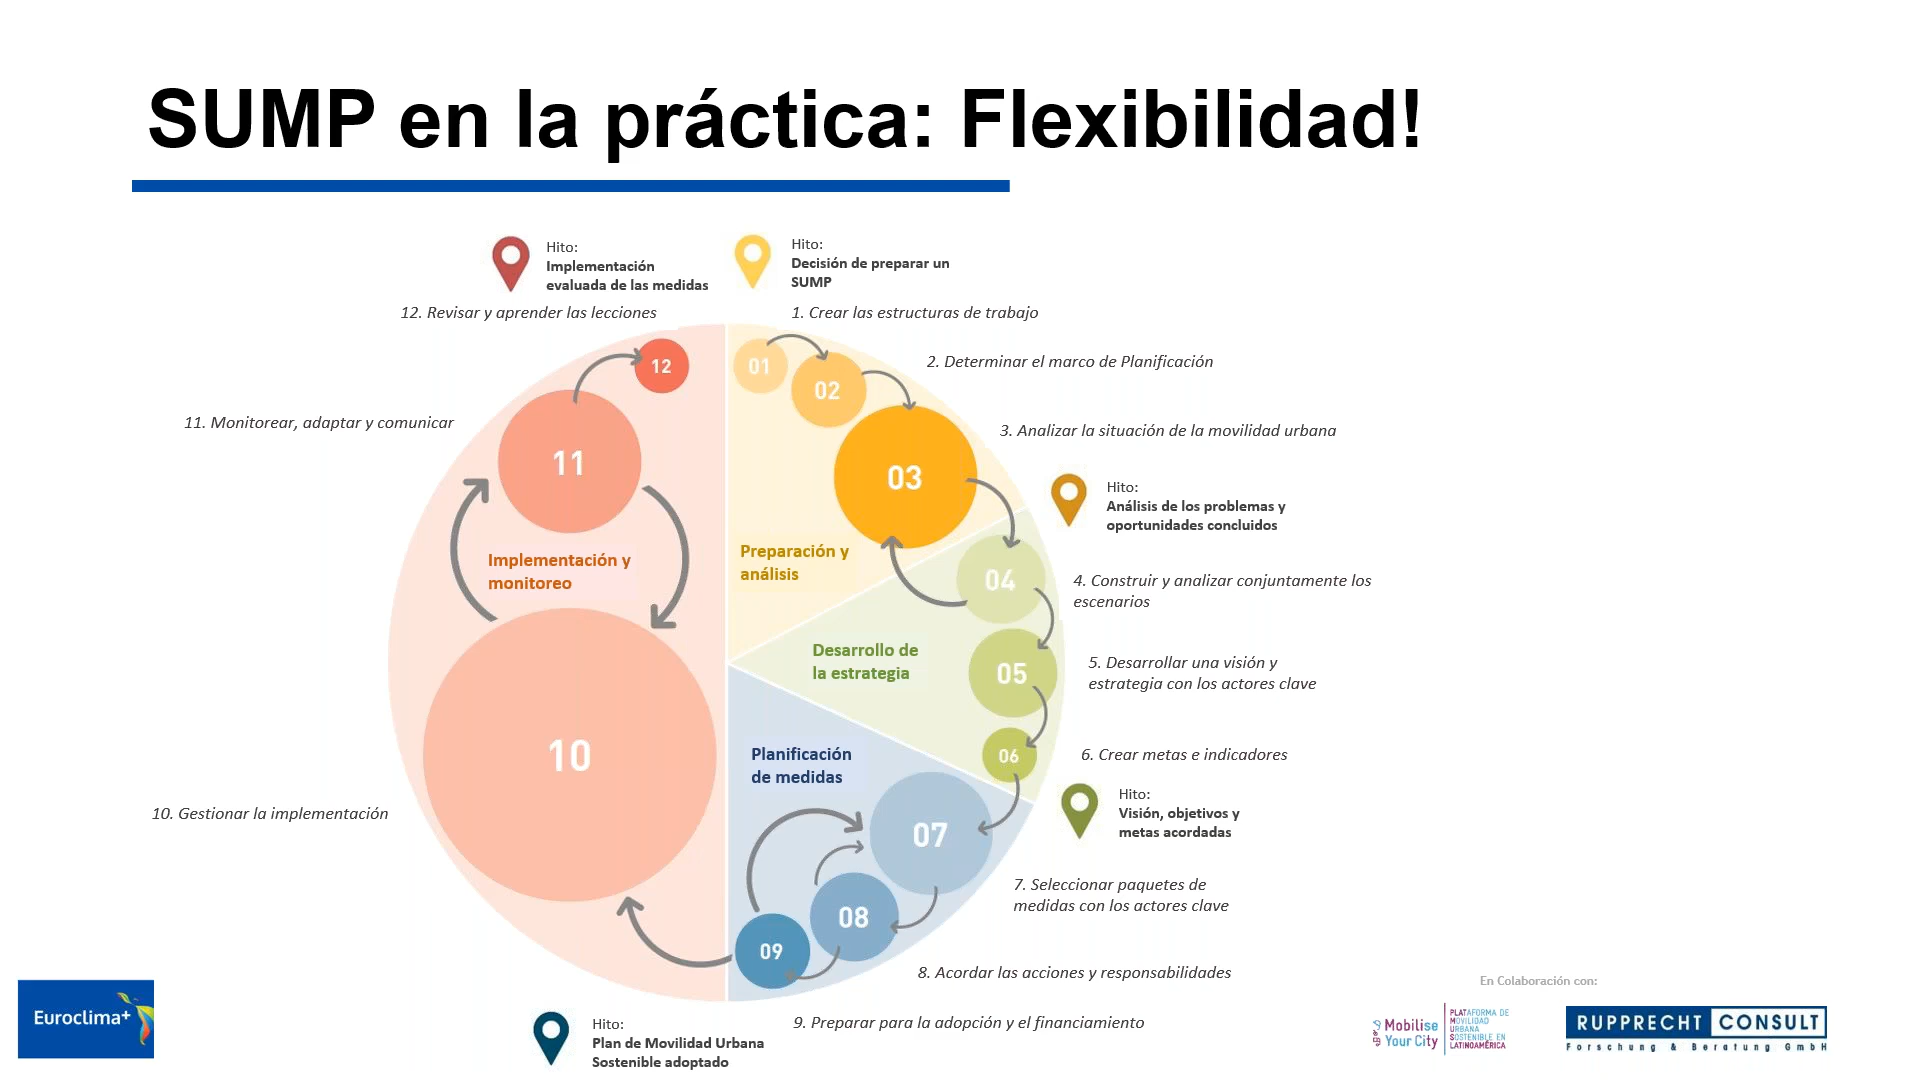 SUMP en la práctica: Flexibilidad!
Hito:
Implementación
evaluada de las medidas
Hito:
Decisión de preparar un
SUMP
12. Revisar y aprender las lecciones
1. Crear las estructuras de trabajo
2. Determinar el marco de Planificación
3. Analizar la situación de la movilidad urbana
Hito:
Análisis de los problemas y
oportunidades concluidos
4. Construir y analizar conjuntamente los
escenarios
5. Desarrollar una visión y
estrategia con los actores clave
6. Crear metas e indicadores
Hito:
Visión, objetivos y
metas acordadas
7. Seleccionar paquetes de
medidas con los actores clave
8. Acordar las acciones y responsabilidades
9. Preparar para la adopción y el financiamiento
Hito:
Plan de Movilidad Urbana
Sostenible adoptado
10. Gestionar la implementación
11. Monitorear, adaptar y comunicar
01
02
03
04
05
06
07
08
09
10
11
12
Preparación y
análisis
Desarrollo de
la estrategia
Planificación
de medidas
Implementación y
monitoreo
Euroclima+
En Colaboración con:
Mobilise
Your City
PLATAFORMA DE
MOVILIDAD
URBANA
SOSTENIBLE EN
LATINOAMÉRICA
RUPPRECHT CONSULT
Forschung & Beratung GmbH